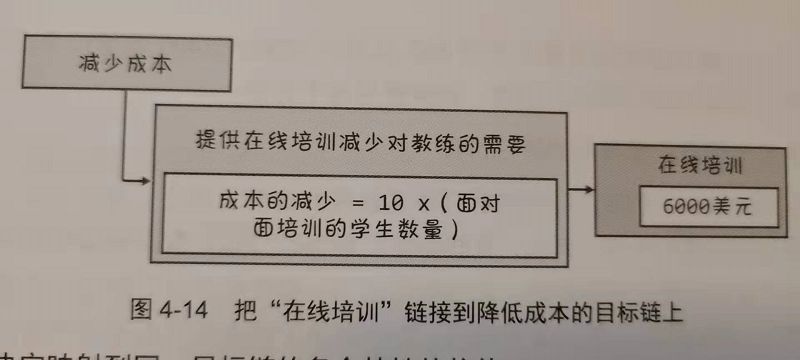 减少成本
提供在线培训减少对教练的需要
成本的减少 = 10 x（面对
面培训的学生数量）
在线培训
6000美元
图 4-14 把“在线培训”链接到降低成本的目标链上